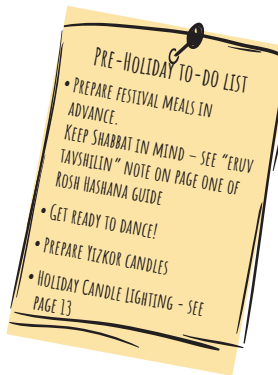 Pre-Holiday to-do list
• Prepare festival meals in
advance.
Keep Shabbat in mind – see "eruv
tavshilin" note on page one of
Rosh Hashana guide
• Get ready to dance!
• Prepare Yizkor candles
• Holiday Candle Lighting - see
page 13